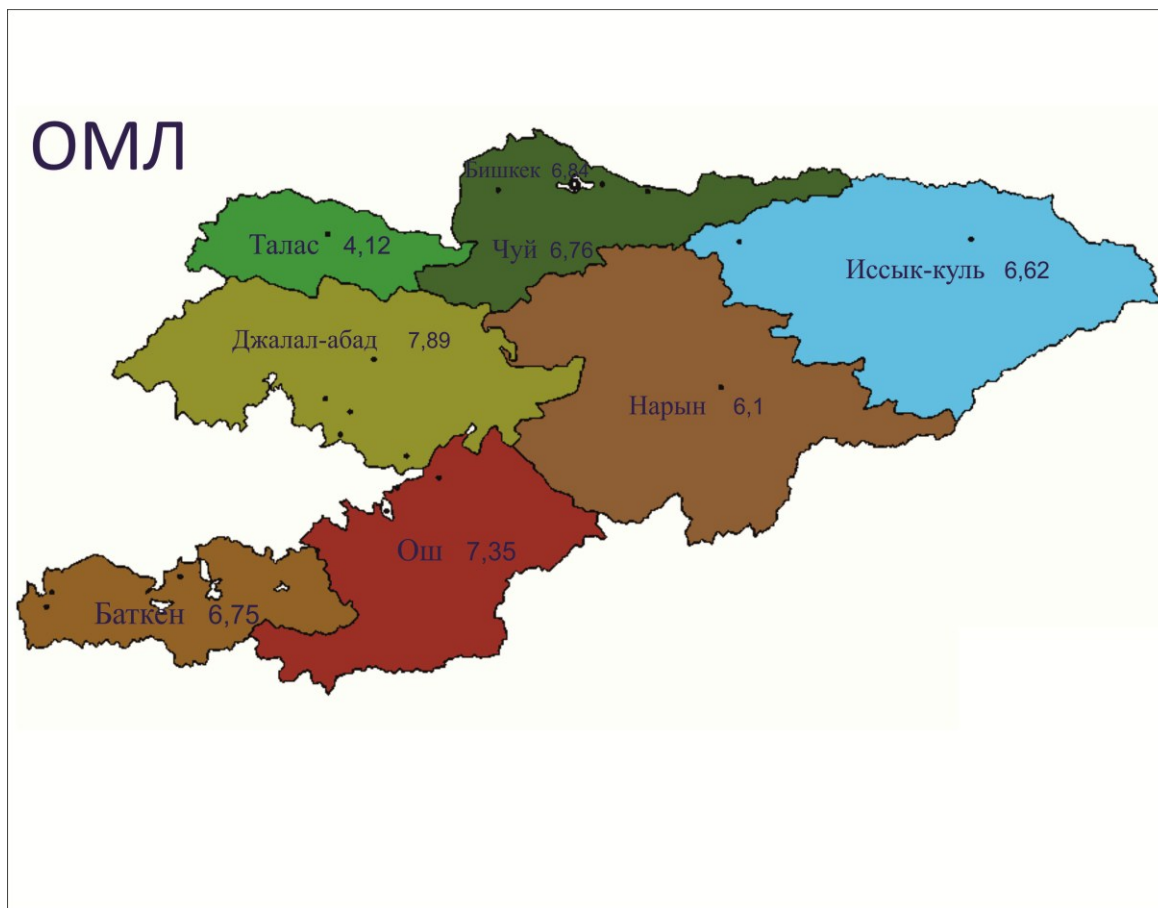 ОМЛ
Бишкек 6,84
Талас 4,12
Чуй 6,76
Иссык-куль 6,62
Джалал-абад 7,89
Нарын 6,1
Ош 7,35
Баткен 6,75